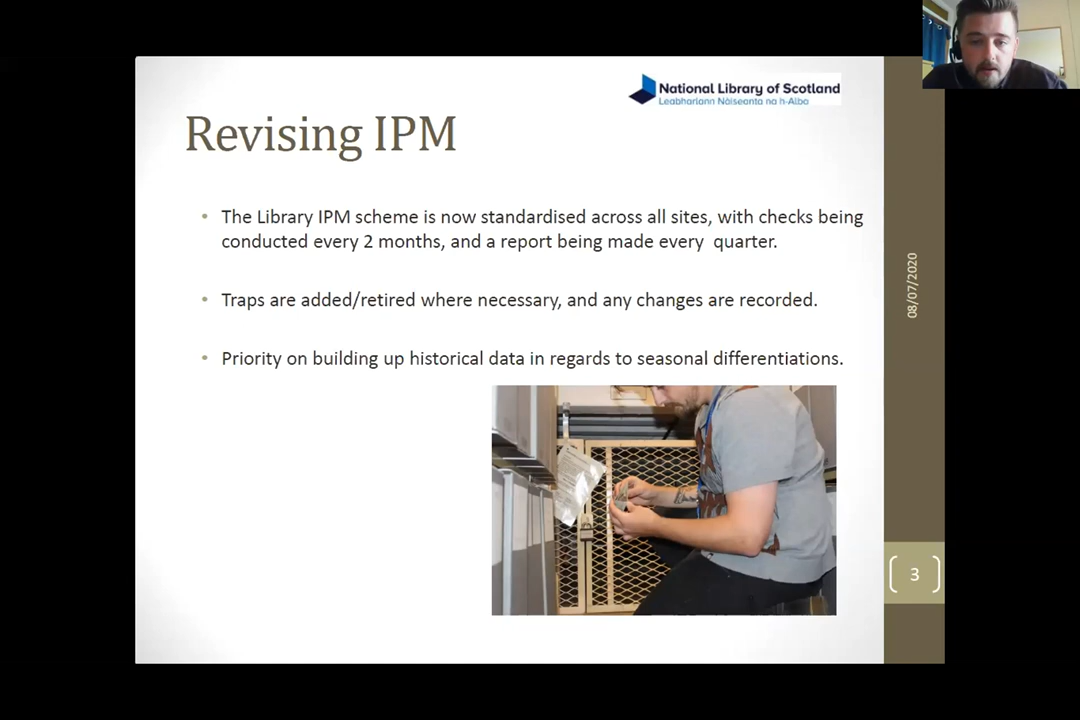 National Library of Scotland
Leabharlann Nàiseanta na h-Alba
Revising IPM
• The Library IPM scheme is now standardised across all sites, with checks being
conducted every 2 months, and a report being made every quarter.
• Traps are added/retired where necessary, and any changes are recorded.
• Priority on building up historical data in regards to seasonal differentiations.
08/07/2020
3